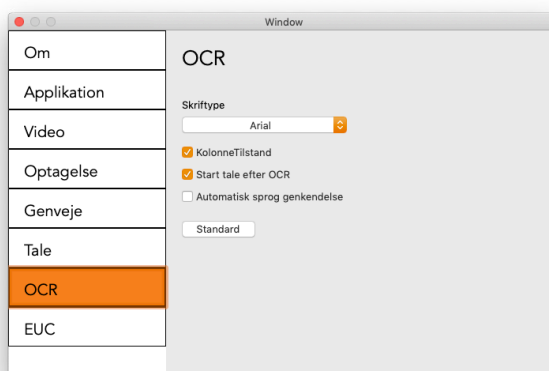 Window
Om
Applikation
Video
Optagelse
Genveje
Tale
OCR
EUC
OCR
Skriftype
Arial
KolonneTilstand
Start tale efter OCR
Automatisk sprog genkendelse
Standard